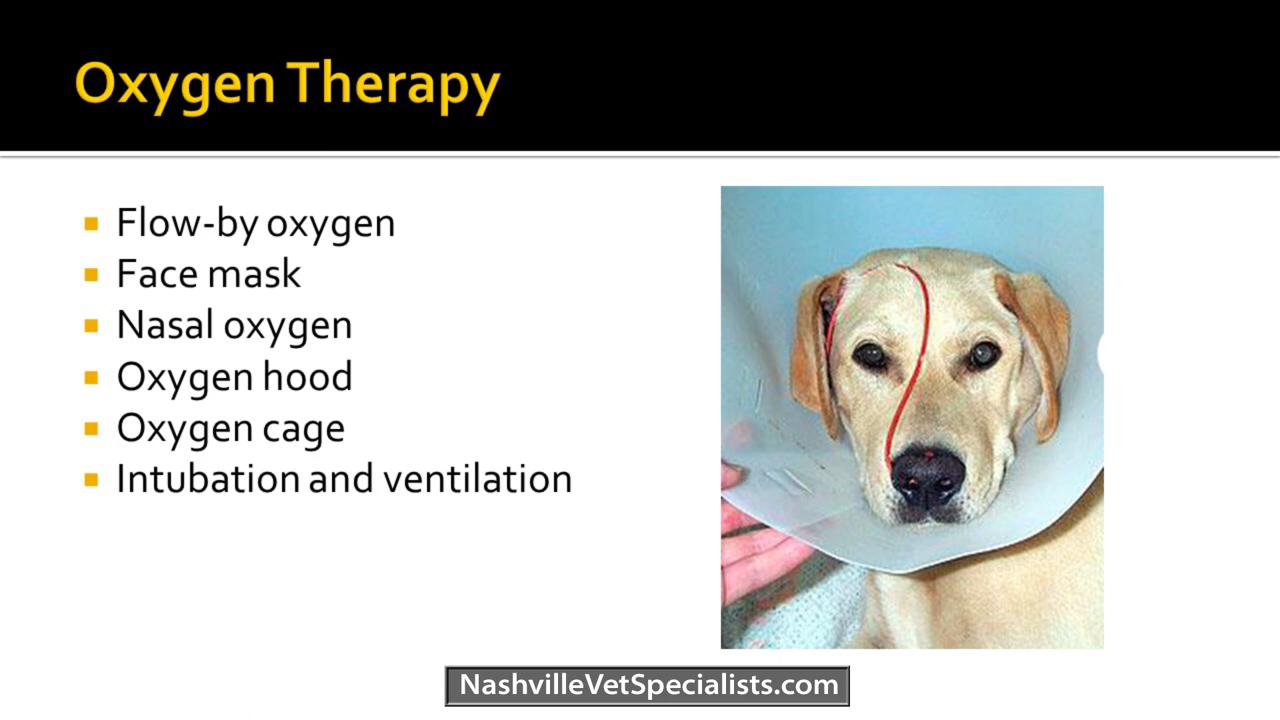 Oxygen Therapy
Flow-by oxygen
Face mask
Nasal oxygen
Oxygen hood
Oxygen cage
Intubation and ventilation
NashvilleVetSpecialists.com